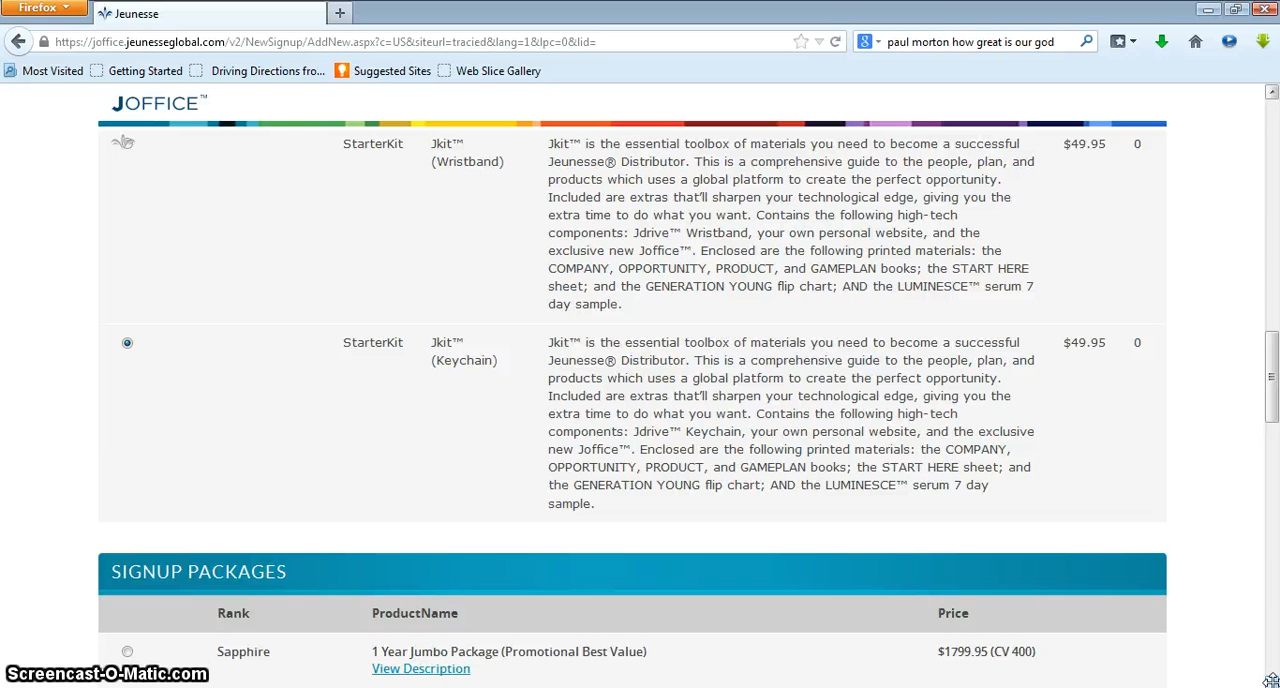 Firefox
Jeunesse
https://joffice.jeunesseglobal.com/v2/NewSignup/AddNew.aspx?c=US&siteurl=tracied&lang=1&lpc=0&lid=
paul morton how great is our god
Most Visited
Getting Started
Driving Directions fro...
Suggested Sites
Web Slice Gallery
JOFFICE™
StarterKit
Jkit™
(Wristband)
Jkit™ is the essential toolbox of materials you need to become a successful
Jeunesse® Distributor. This is a comprehensive guide to the people, plan, and
products which uses a global platform to create the perfect opportunity.
Included are extras that'll sharpen your technological edge, giving you the
extra time to do what you want. Contains the following high-tech
components: Jdrive™ Wristband, your own personal website, and the
exclusive new Joffice™. Enclosed are the following printed materials: the
COMPANY, OPPORTUNITY, PRODUCT, and GAMEPLAN books; the START HERE
sheet; and the GENERATION YOUNG flip chart; AND the LUMINESCE™ serum 7
day sample.
$49.95
0
StarterKit
Jkit™
(Keychain)
Jkit™ is the essential toolbox of materials you need to become a successful
Jeunesse® Distributor. This is a comprehensive guide to the people, plan, and
products which uses a global platform to create the perfect opportunity.
Included are extras that'll sharpen your technological edge, giving you the
extra time to do what you want. Contains the following high-tech
components: Jdrive™ Keychain, your own personal website, and the exclusive
new Joffice™. Enclosed are the following printed materials: the COMPANY,
OPPORTUNITY, PRODUCT, and GAMEPLAN books; the START HERE sheet; and
the GENERATION YOUNG flip chart; AND the LUMINESCE™ serum 7 day
sample.
$49.95
0
SIGNUP PACKAGES
Rank
ProductName
Price
Sapphire
1 Year Jumbo Package (Promotional Best Value)
$1799.95 (CV 400)
View Description
Screencast-O-Matic.com